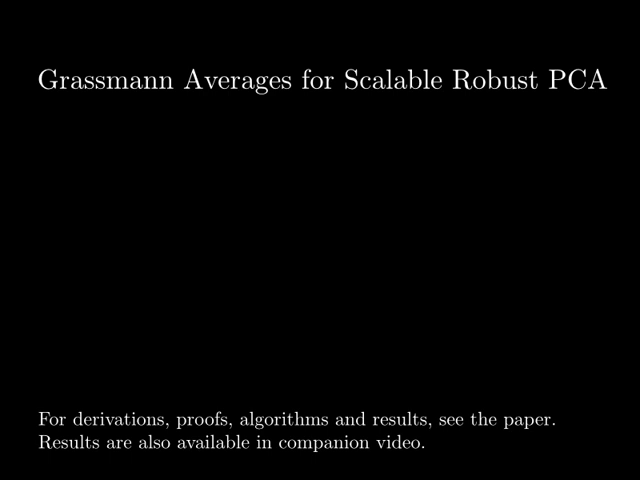 Grassmann Averages for Scalable Robust PCA
For derivations, proofs, algorithms and results, see the paper.
Results are also available in companion video.